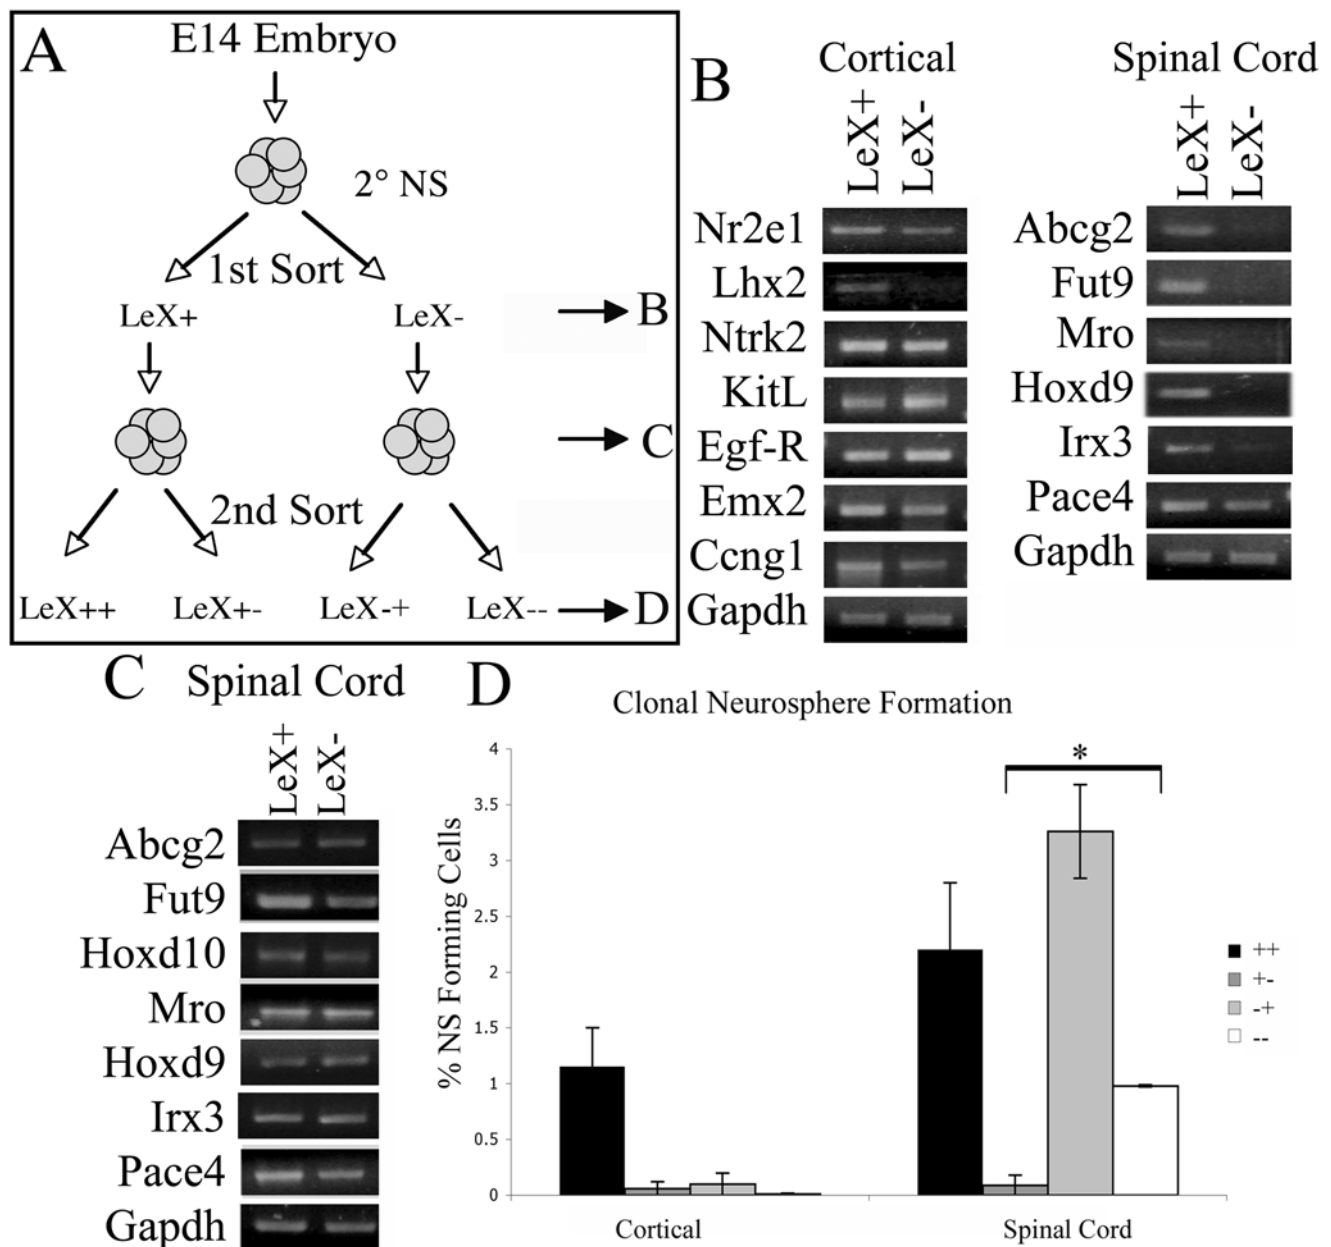 A
E14 Embryo
2° NS
1st Sort
LeX+
LeX-
B
C
2nd Sort
LeX++
LeX+-
LeX-+
LeX--
D
B
Cortical
LeX+
LeX-
Nr2e1
Lhx2
Ntrk2
KitL
Egf-R
Emx2
Ccng1
Gapdh
Spinal Cord
LeX+
LeX-
Abcg2
Fut9
Mro
Hoxd9
Irx3
Pace4
Gapdh
C
Spinal Cord
LeX+
LeX-
Abcg2
Fut9
Hoxd10
Mro
Hoxd9
Irx3
Pace4
Gapdh
D
Clonal Neurosphere Formation
% NS Forming Cells
4
3.5
3
2.5
2
1.5
1
0.5
0
*
Cortical
Spinal Cord
++
+-
-+
--